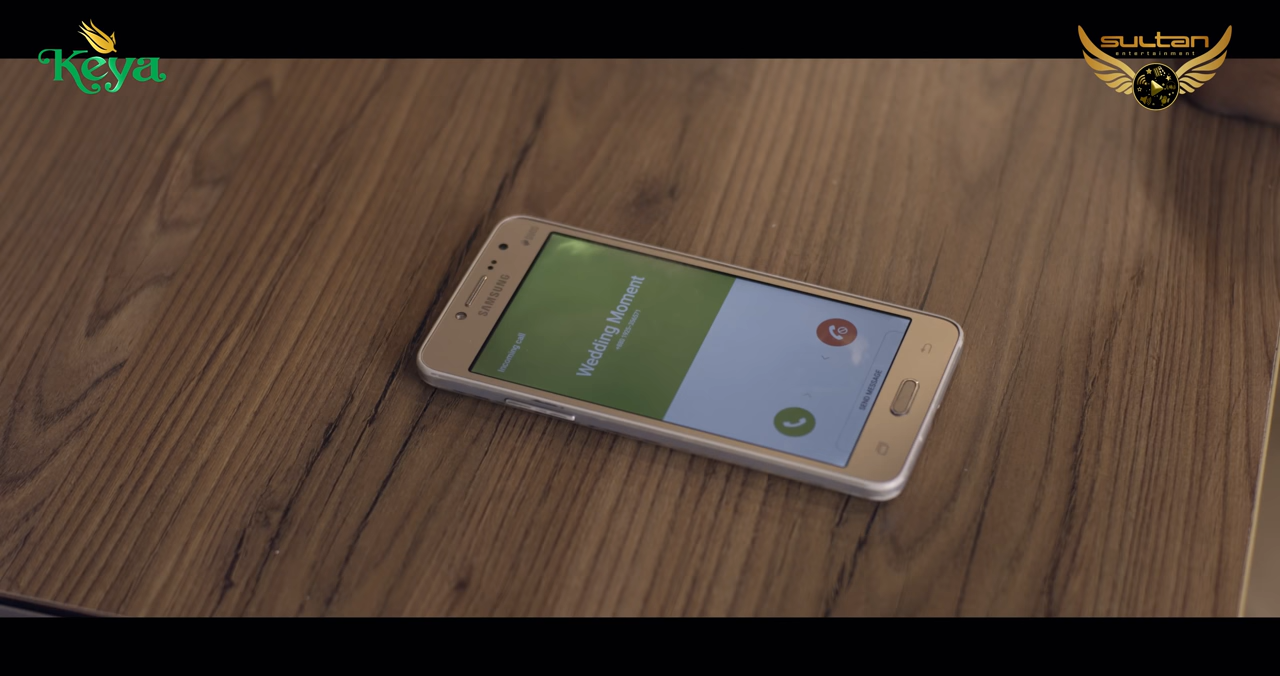 Keya
sultan
entertainment
SAMSUNG
Incoming call
Wedding Moment
SEND MESSAGE